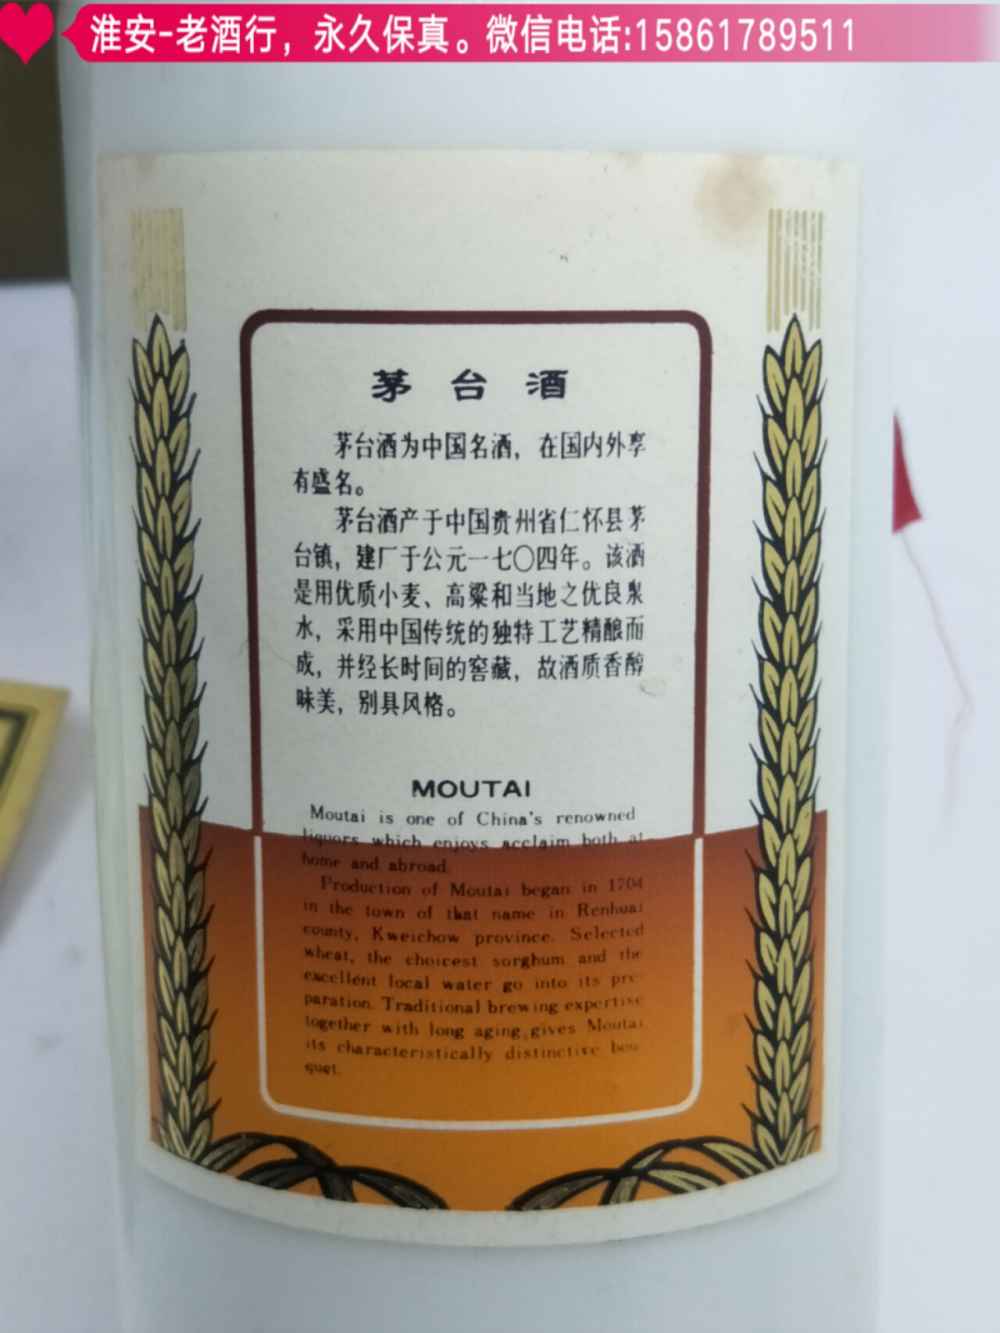 淮安-老酒行，永久保真。微信电话:15861789511
茅台酒
茅台酒为中国名酒，在国内外享
有盛名。
茅台酒产于中国贵州省仁怀县茅
台镇，建厂于公元一七〇四年。该酒
是用优质小麦、高粱和当地之优良泉
水，采用中国传统的独特工艺精酿而
成，并经长时间的窖藏，故酒质香醇
味美，别具风格。
MOUTAI
Moutai is one of China's renowned
liquors which enjoys acclaim both at
home and abroad.
Production of Moutai began in 1704
in the town of that name in Renhuai
county, Kweichow province. Selected
wheat, the choicest sorghum and the
excellent local water go into its pre-
paration. Traditional brewing expertise
together with long aging, gives Moutai
its characteristically distinctive bou-
quet.